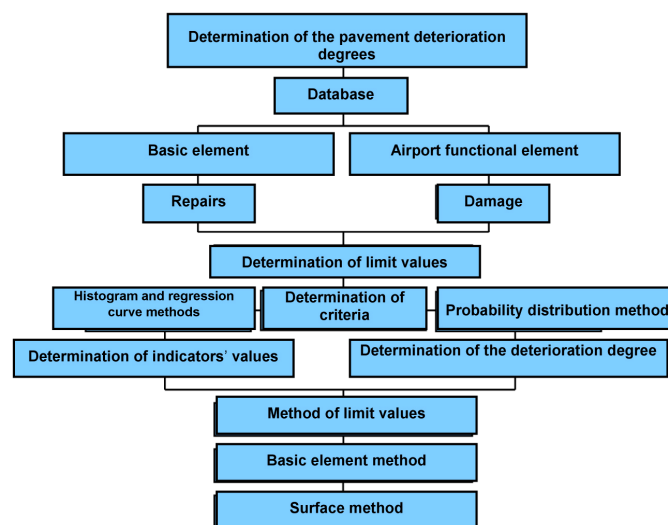 Determination of the pavement deterioration
degrees
Database
Basic element
Airport functional element
Repairs
Damage
Determination of limit values
Histogram and regression
curve methods
Determination of
criteria
Probability distribution method
Determination of indicators' values
Determination of the deterioration degree
Method of limit values
Basic element method
Surface method